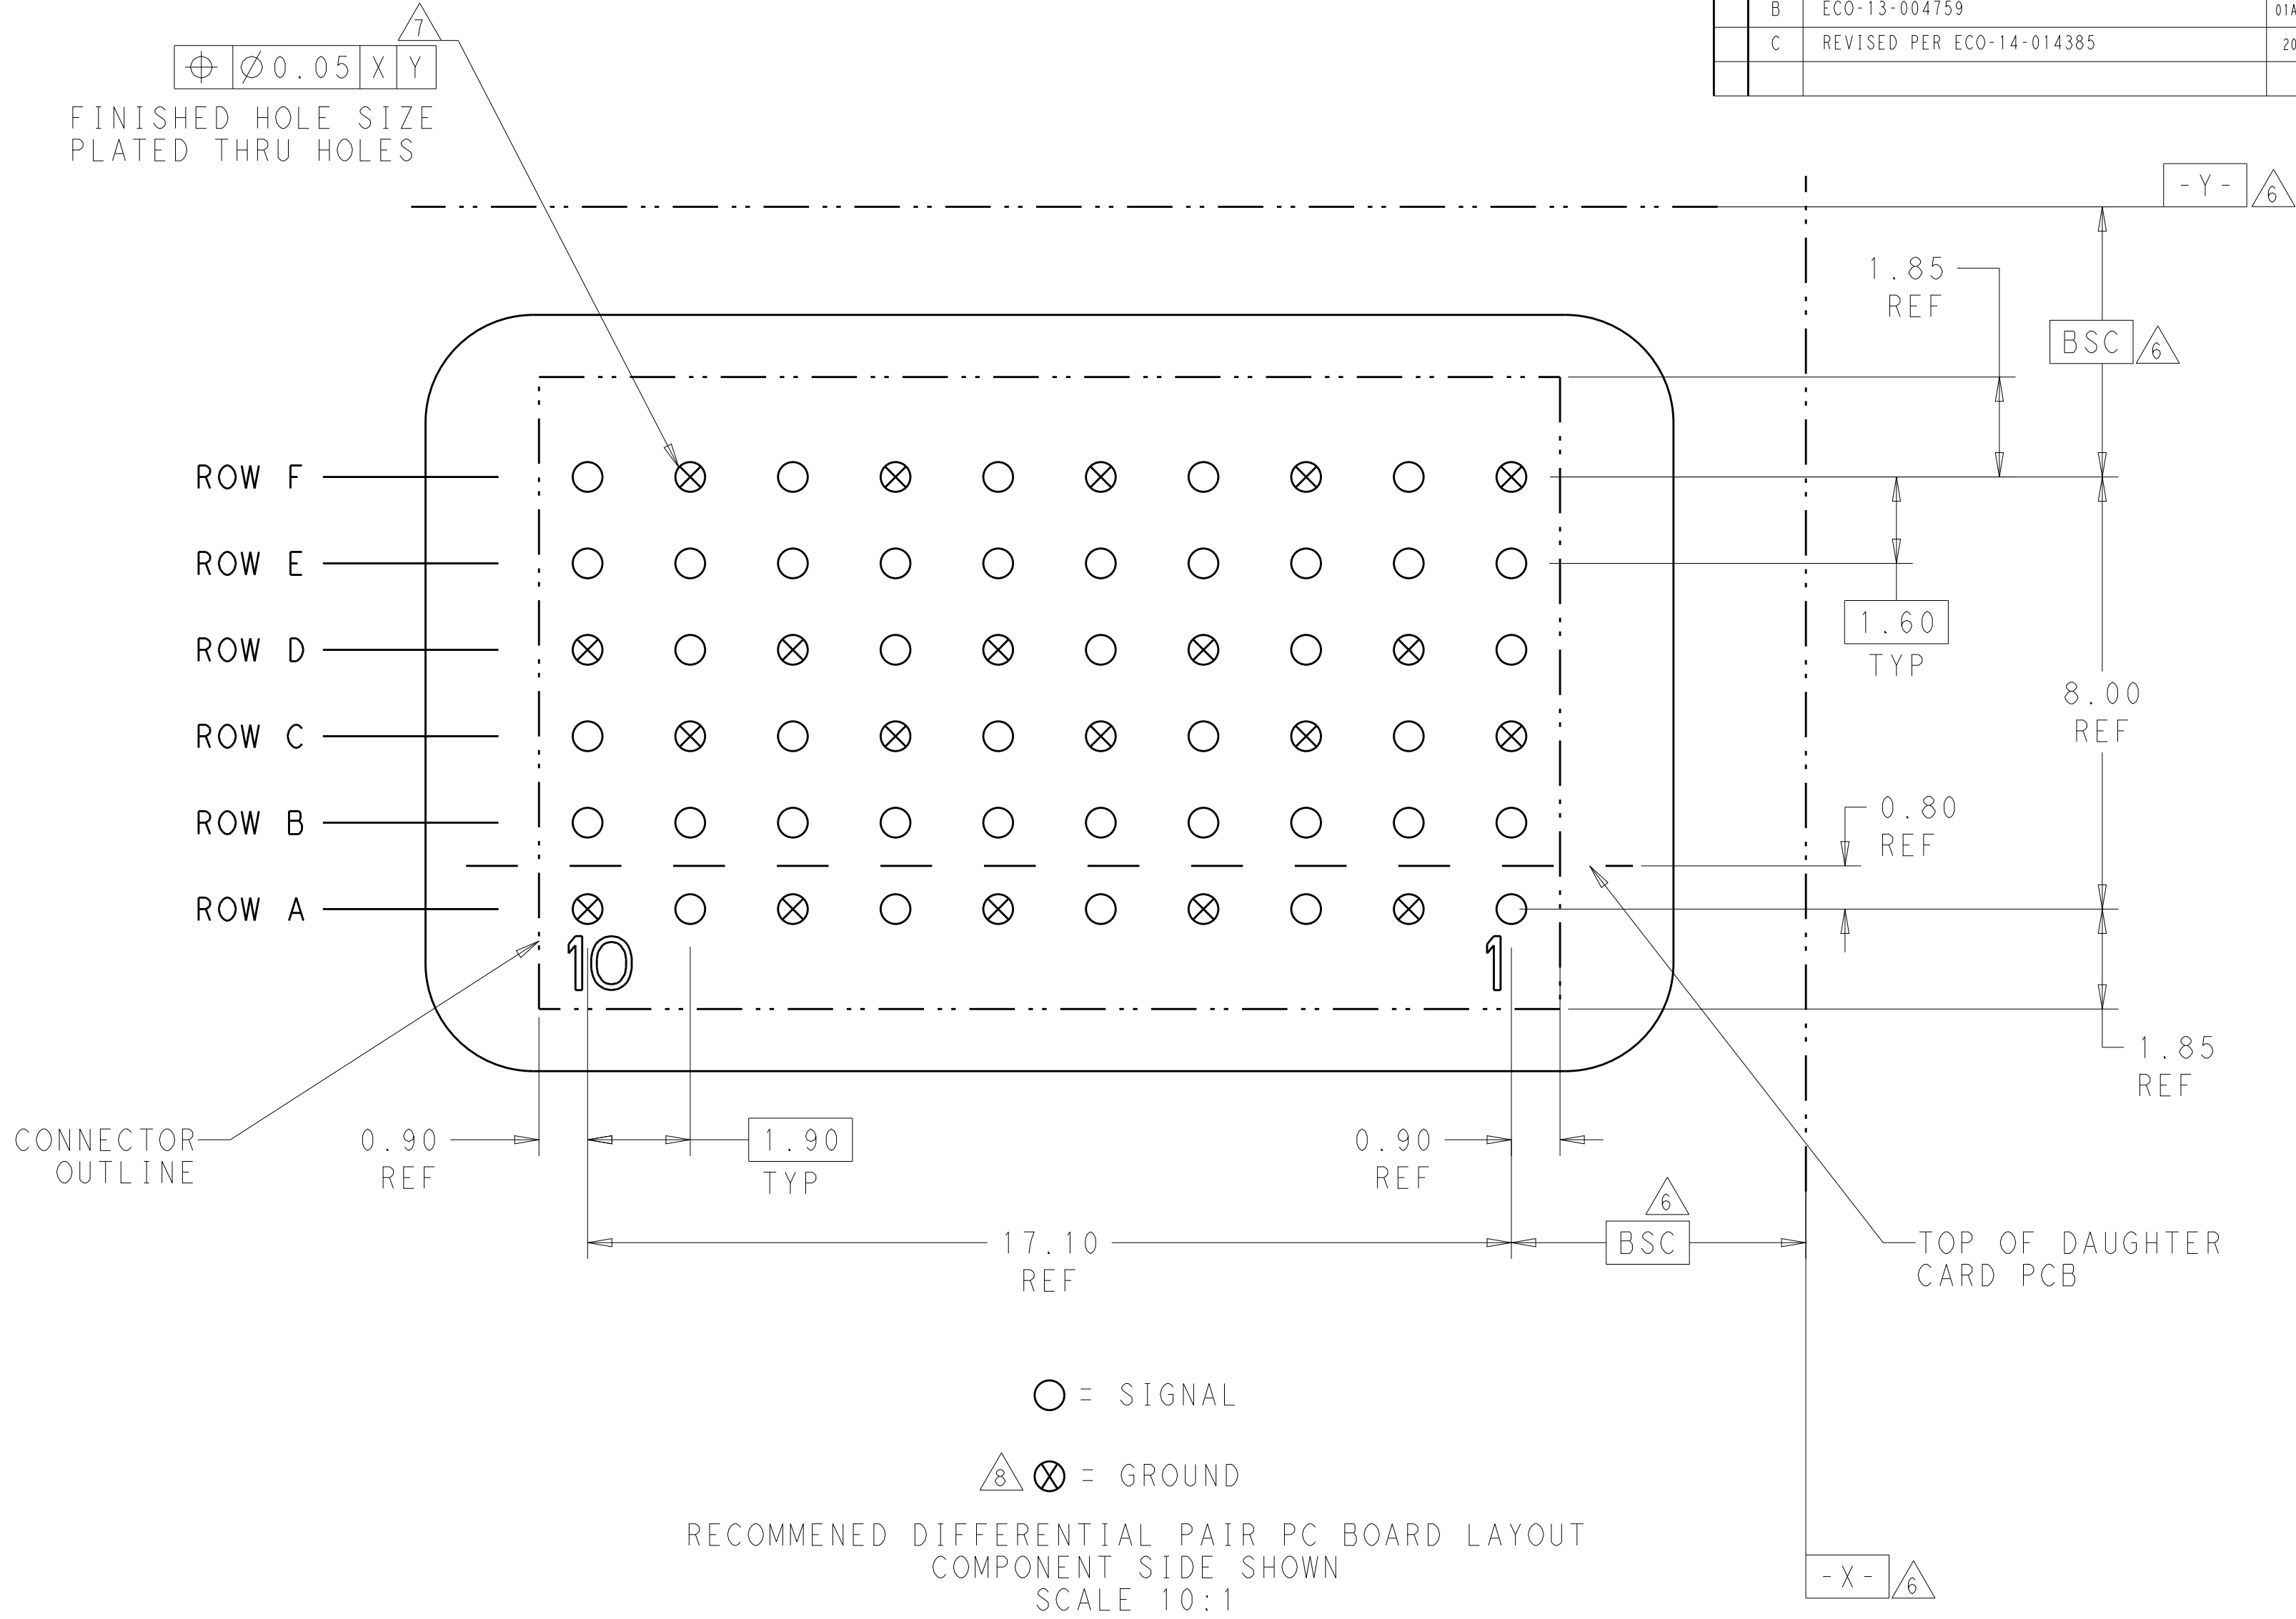 B ECO-13-004759 01A
C REVISED PER ECO-14-014385 20
7
⌖ Ø0.05 X Y
FINISHED HOLE SIZE
PLATED THRU HOLES
-Y- 6
1.85
REF
BSC 6
ROW F
ROW E
1.60
TYP
ROW D
8.00
REF
ROW C
0.80
REF
ROW B
ROW A
10 1
1.85
REF
CONNECTOR
OUTLINE
0.90
REF
1.90
TYP
0.90
REF
6
17.10
REF
BSC
TOP OF DAUGHTER
CARD PCB
= SIGNAL
8 = GROUND
RECOMMENED DIFFERENTIAL PAIR PC BOARD LAYOUT
COMPONENT SIDE SHOWN
SCALE 10:1
-X- 6